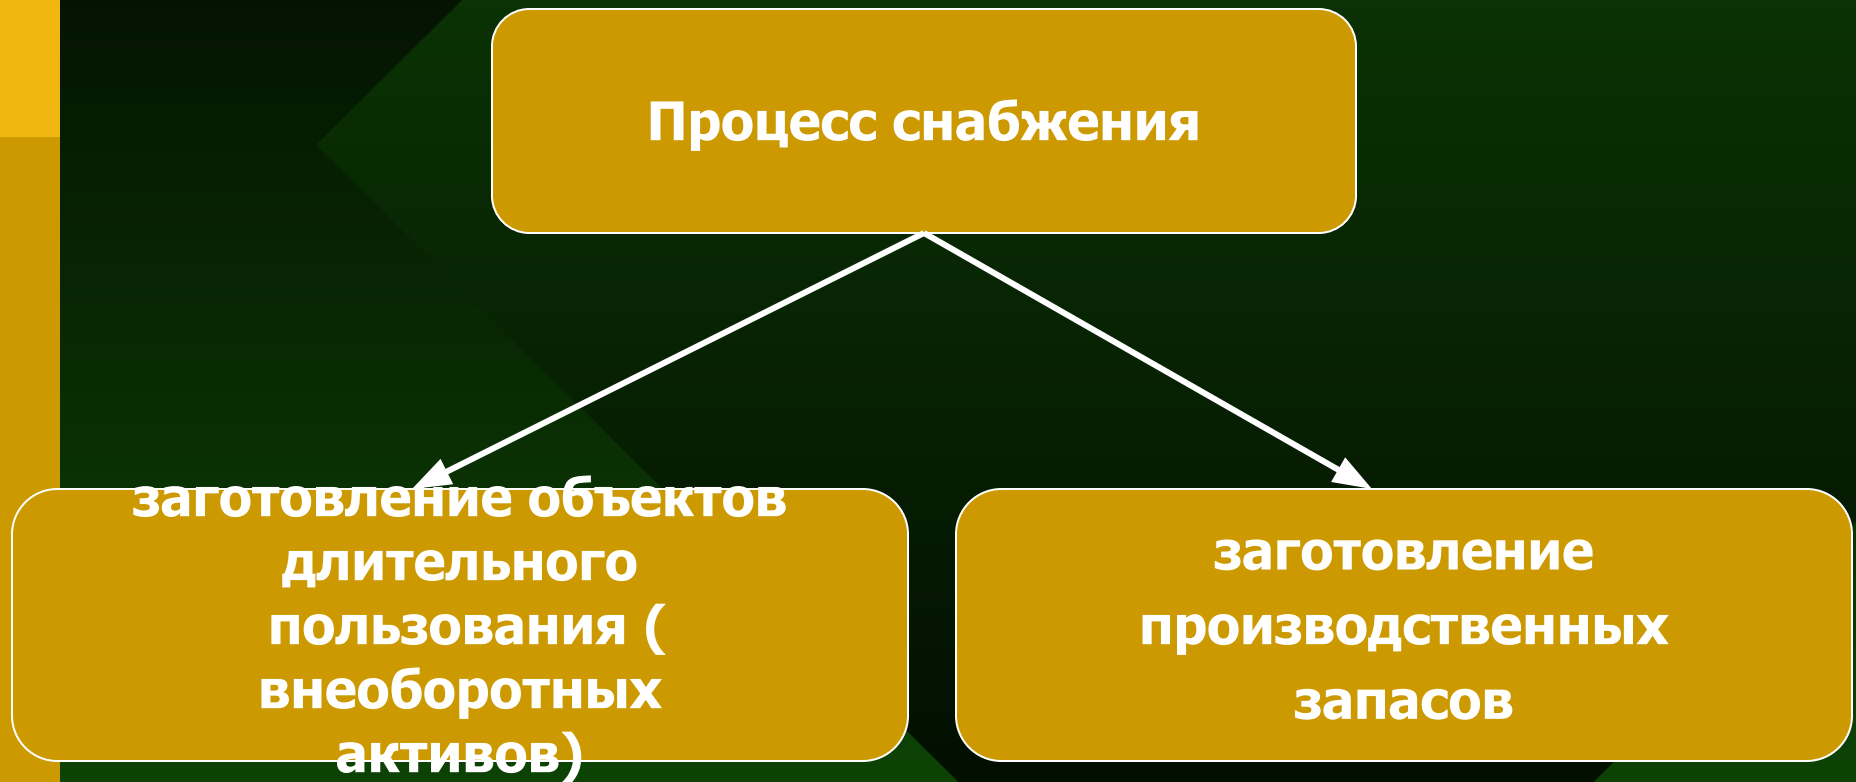 Процесс снабжения
заготовление объектов
длительного
пользования (
внеоборотных
активов)
заготовление
производственных
запасов